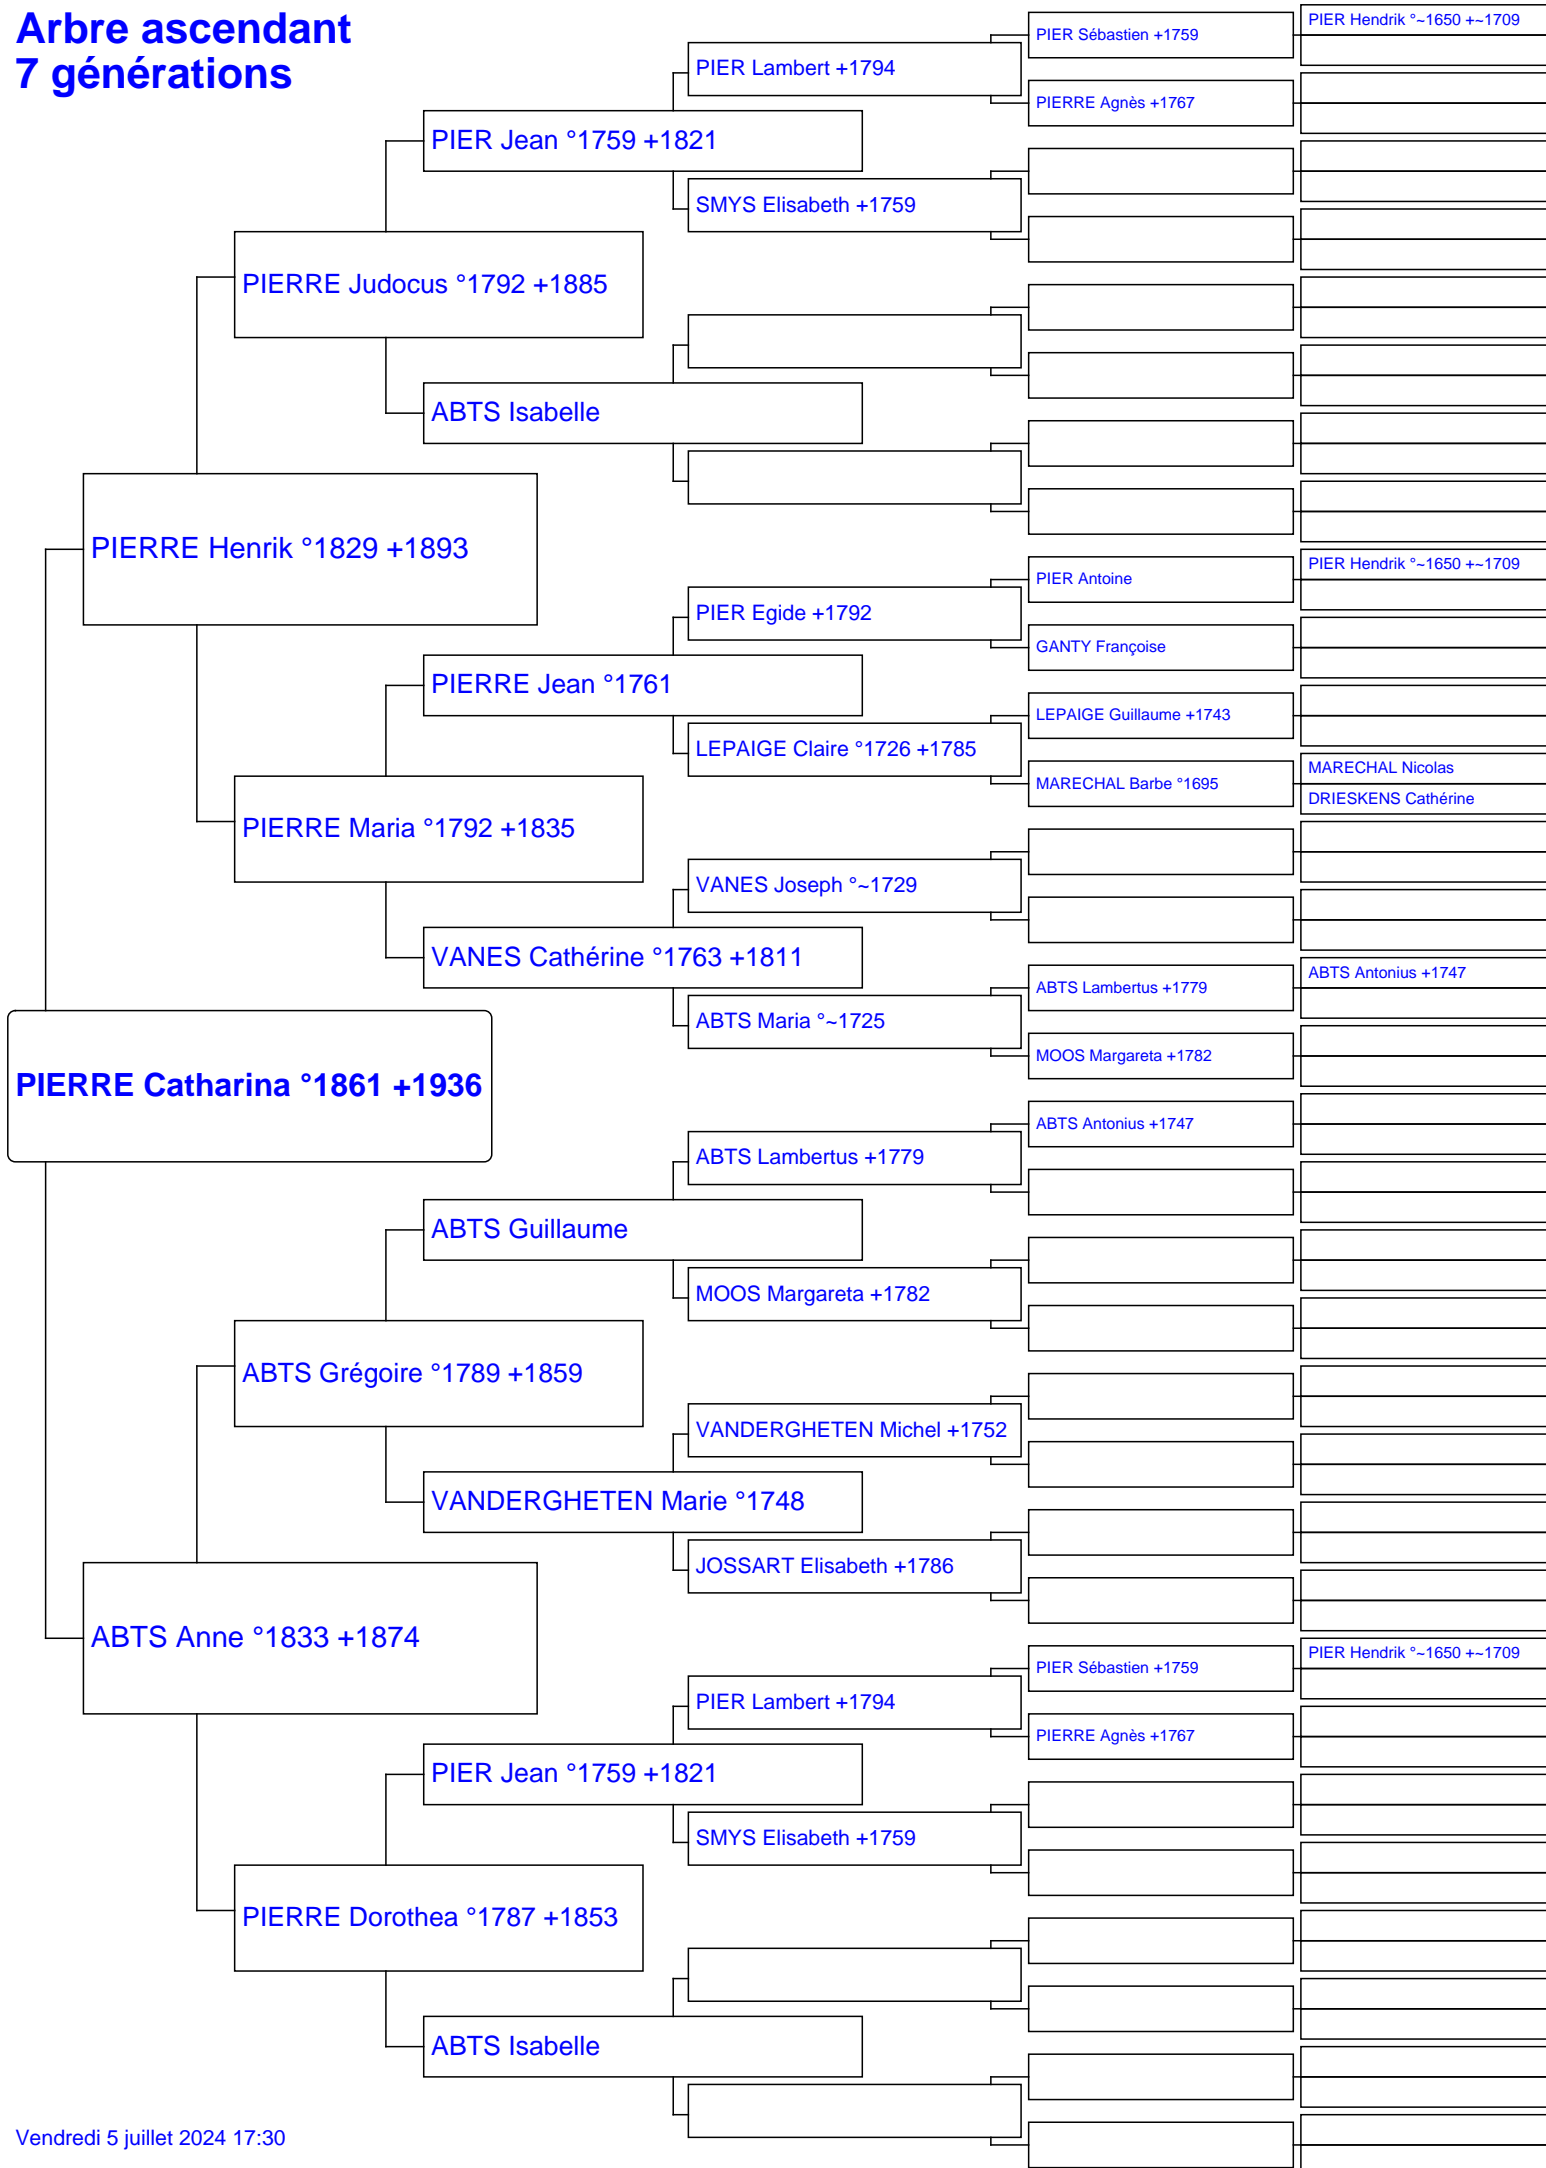 Arbre ascendant
7 générations
PIER Hendrik °~1650 +~1709
PIER Sébastien +1759
PIER Lambert +1794
PIERRE Agnès +1767
PIER Jean °1759 +1821
SMYS Elisabeth +1759
PIERRE Judocus °1792 +1885
ABTS Isabelle
PIERRE Henrik °1829 +1893
PIER Hendrik °~1650 +~1709
PIER Antoine
PIER Egide +1792
GANTY Françoise
PIERRE Jean °1761
LEPAIGE Guillaume +1743
LEPAIGE Claire °1726 +1785
MARECHAL Nicolas
MARECHAL Barbe °1695
DRIESKENS Cathérine
PIERRE Maria °1792 +1835
VANES Joseph °~1729
VANES Cathérine °1763 +1811
ABTS Antonius +1747
ABTS Lambertus +1779
ABTS Maria °~1725
MOOS Margareta +1782
PIERRE Catharina °1861 +1936
ABTS Antonius +1747
ABTS Lambertus +1779
ABTS Guillaume
MOOS Margareta +1782
ABTS Grégoire °1789 +1859
VANDERGHETEN Michel +1752
VANDERGHETEN Marie °1748
JOSSART Elisabeth +1786
ABTS Anne °1833 +1874
PIER Hendrik °~1650 +~1709
PIER Sébastien +1759
PIER Lambert +1794
PIERRE Agnès +1767
PIER Jean °1759 +1821
SMYS Elisabeth +1759
PIERRE Dorothea °1787 +1853
ABTS Isabelle
Vendredi 5 juillet 2024 17:30